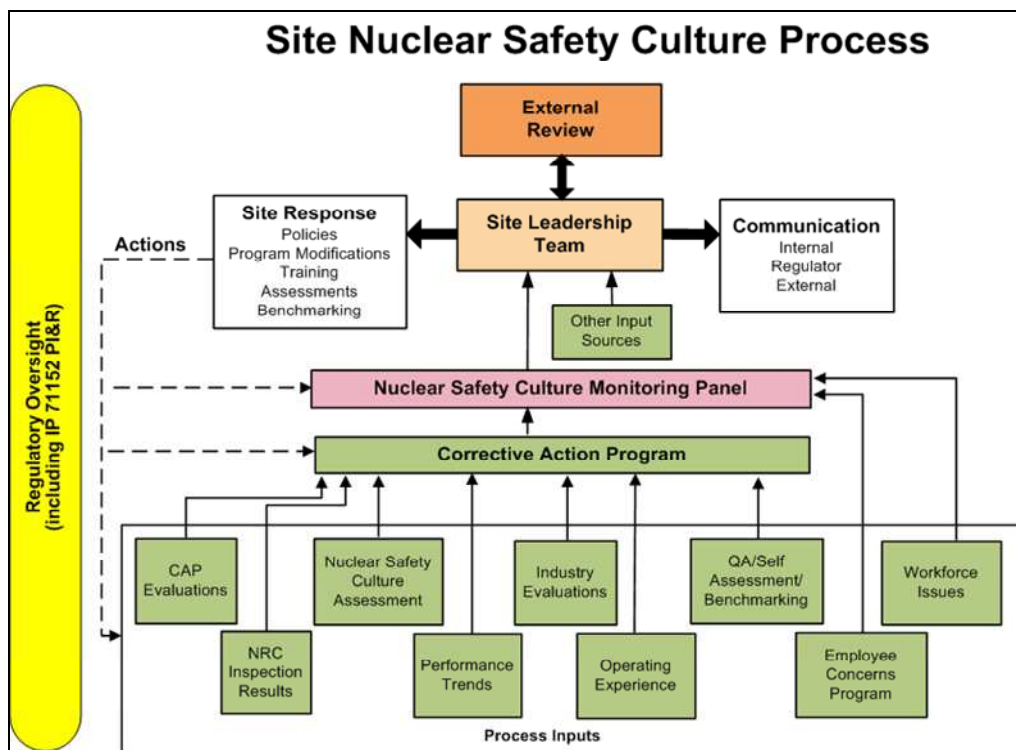 Site Nuclear Safety Culture Process
External
Review
Site Response
Policies
Program Modifications
Training
Assessments
Benchmarking
Site Leadership
Team
Communication
Internal
Regulator
External
Actions
Other Input
Sources
Regulatory Oversight
(including IP 71152 PI&R)
Nuclear Safety Culture Monitoring Panel
Corrective Action Program
CAP
Evaluations
Nuclear Safety
Culture
Assessment
Industry
Evaluations
QA/Self
Assessment/
Benchmarking
Workforce
Issues
NRC
Inspection
Results
Performance
Trends
Operating
Experience
Employee
Concerns
Program
Process Inputs